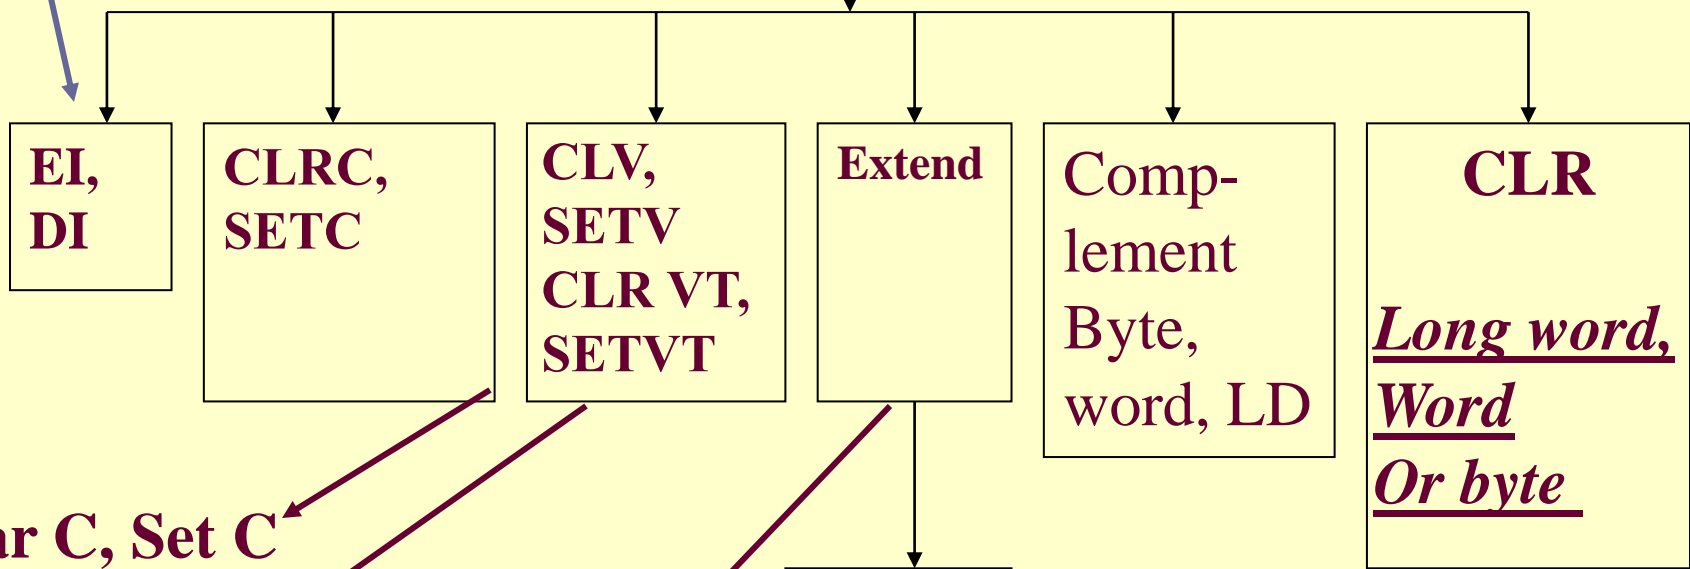 EI,
DI
CLRC,
SETC
CLV,
SETV
CLR VT,
SETVT
Extend
Comp-
lement
Byte,
word, LD
CLR
Long word,
Word
Or byte
C, Set C